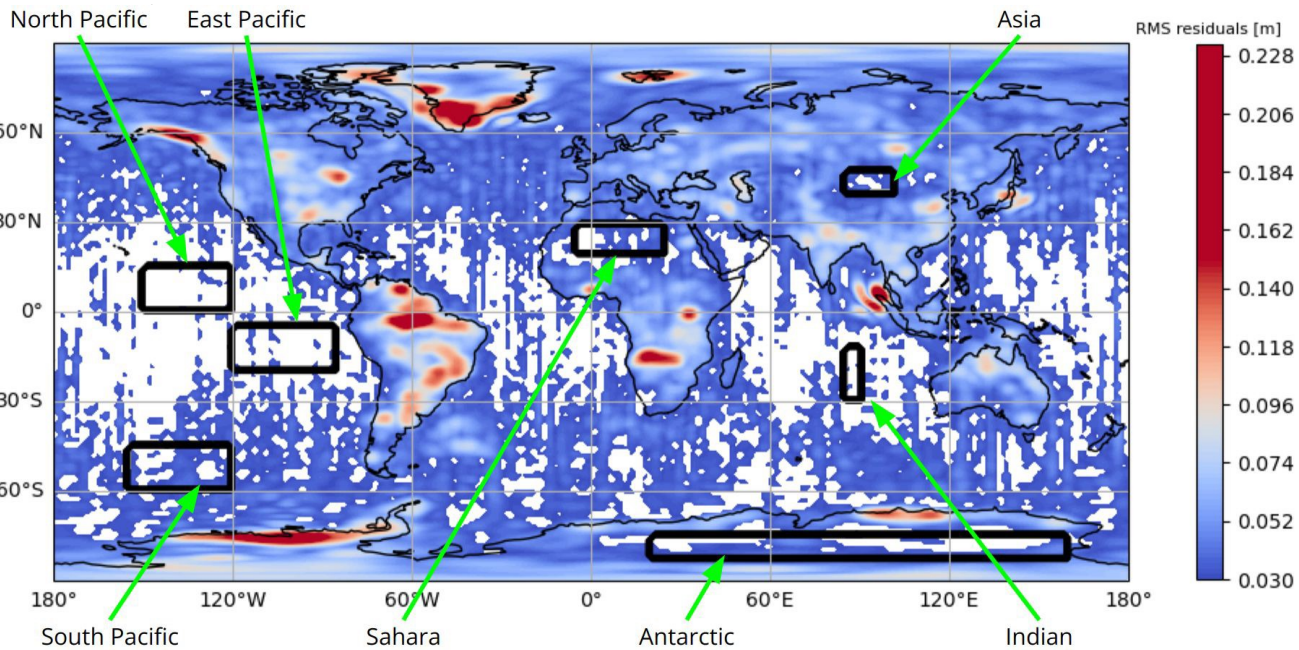 North Pacific East Pacific Asia
RMS residuals [m]
0.228
0.206
0.184
0.162
0.140
0.118
0.096
0.074
0.052
0.030
60°N
30°N
0°
30°S
60°S
180° 120°W 60°W 0° 60°E 120°E 180°
South Pacific Sahara Antarctic Indian